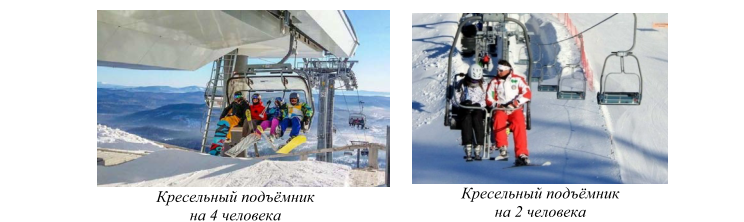 Кресельный подъёмник
на 4 человека
Кресельный подъёмник
на 2 человека